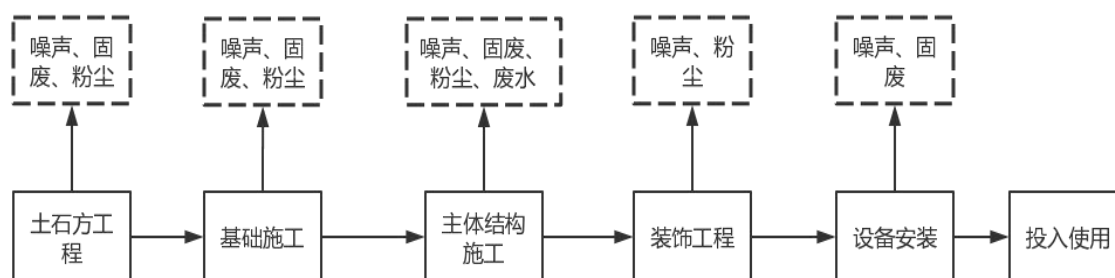 噪声、固
废、粉尘
噪声、固
废、粉尘
噪声、固废、
粉尘、废水
噪声、粉
尘
噪声、固
废
土石方工
程
基础施工
主体结构
施工
装饰工程
设备安装
投入使用